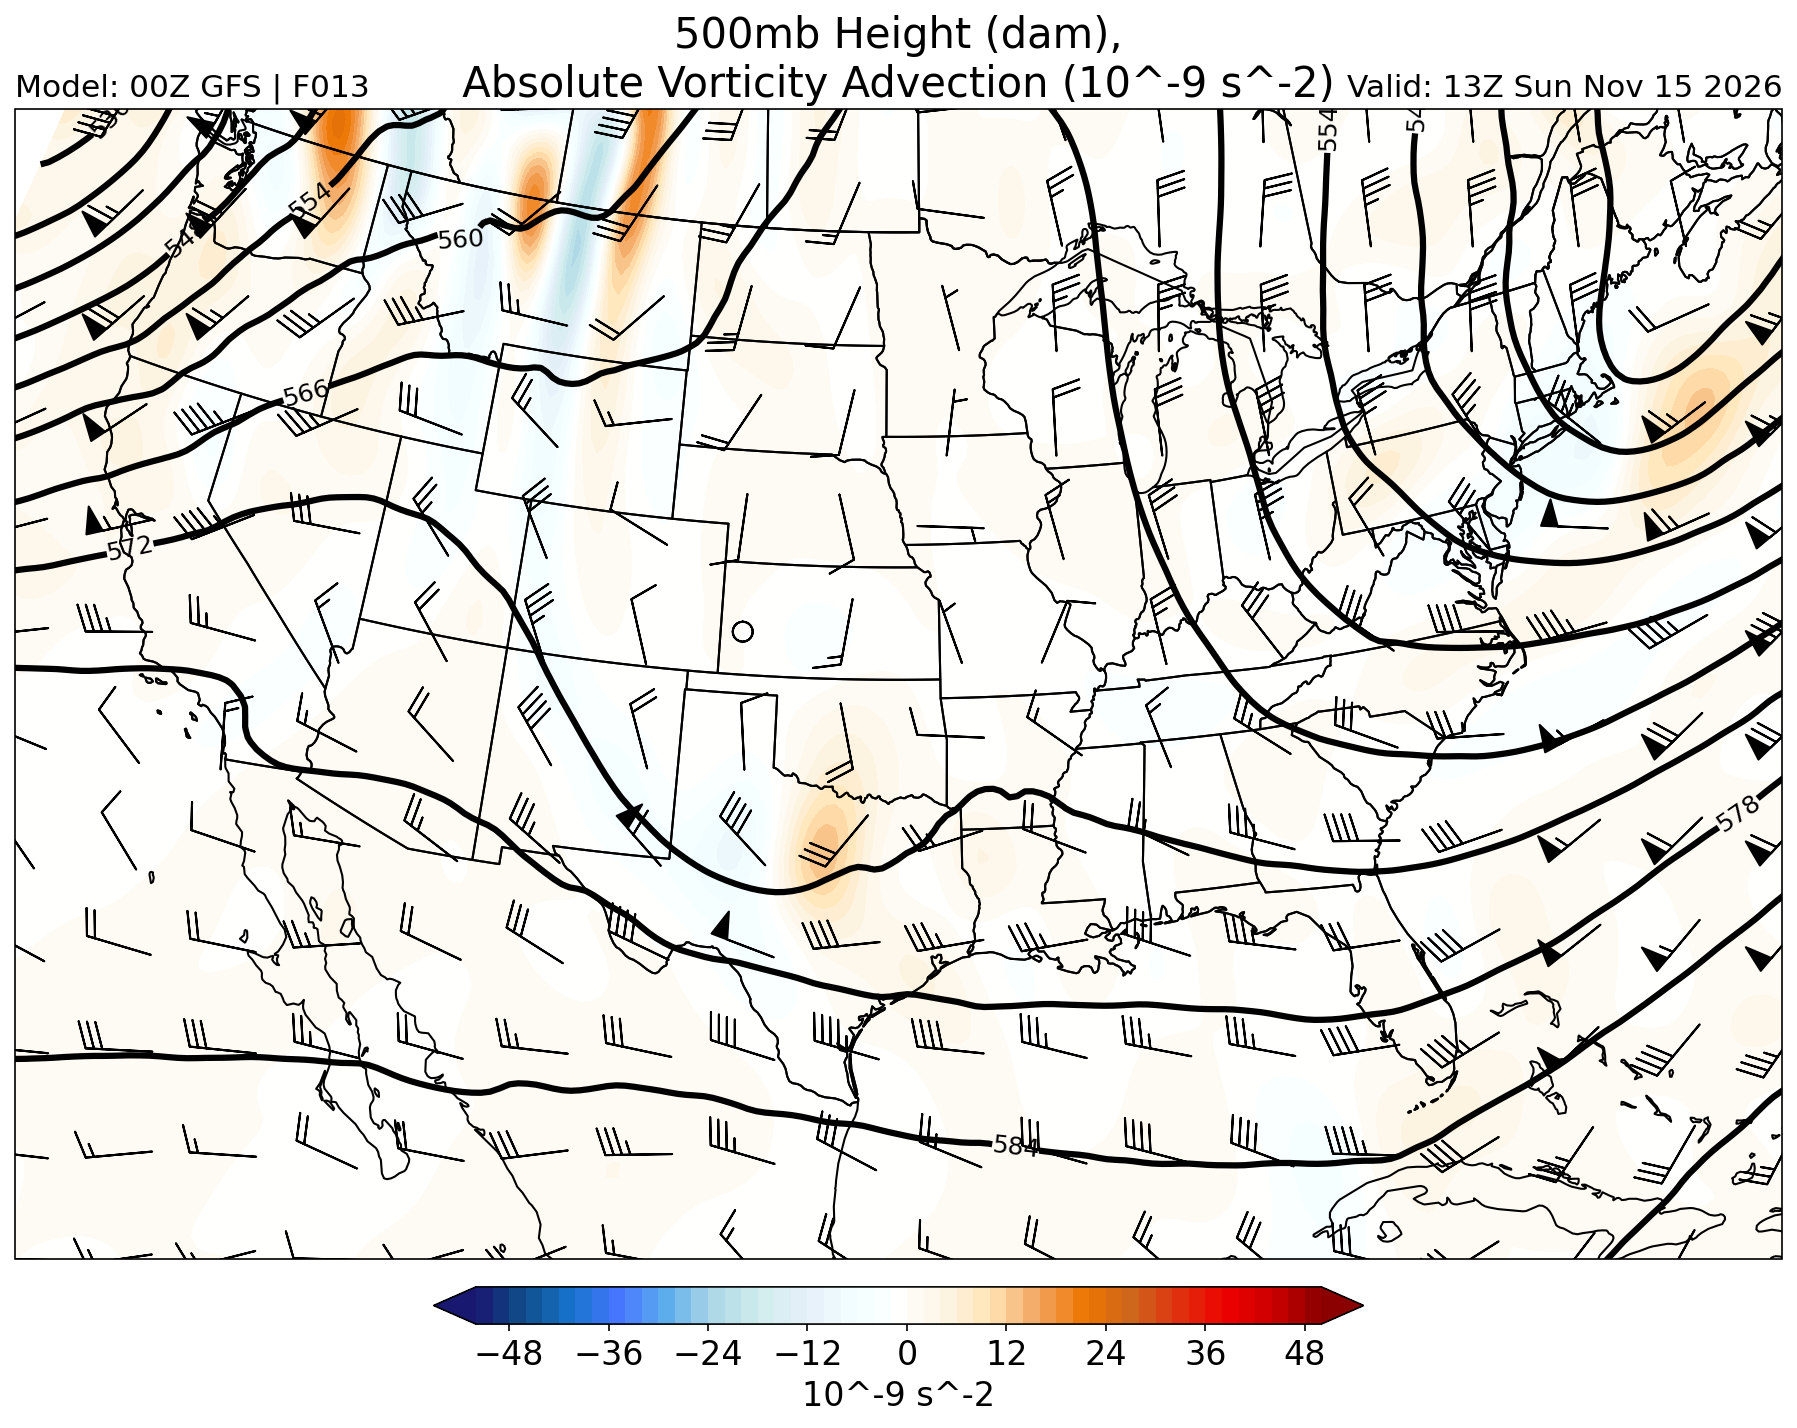 500mb Height (dam),
Model: 00Z GFS | F013
Absolute Vorticity Advection (10^-9 s^-2)
Valid: 13Z Sun Nov 15 2026
554
554
560
566
572
578
584
−48 −36 −24 −12 0 12 24 36 48
10^-9 s^-2